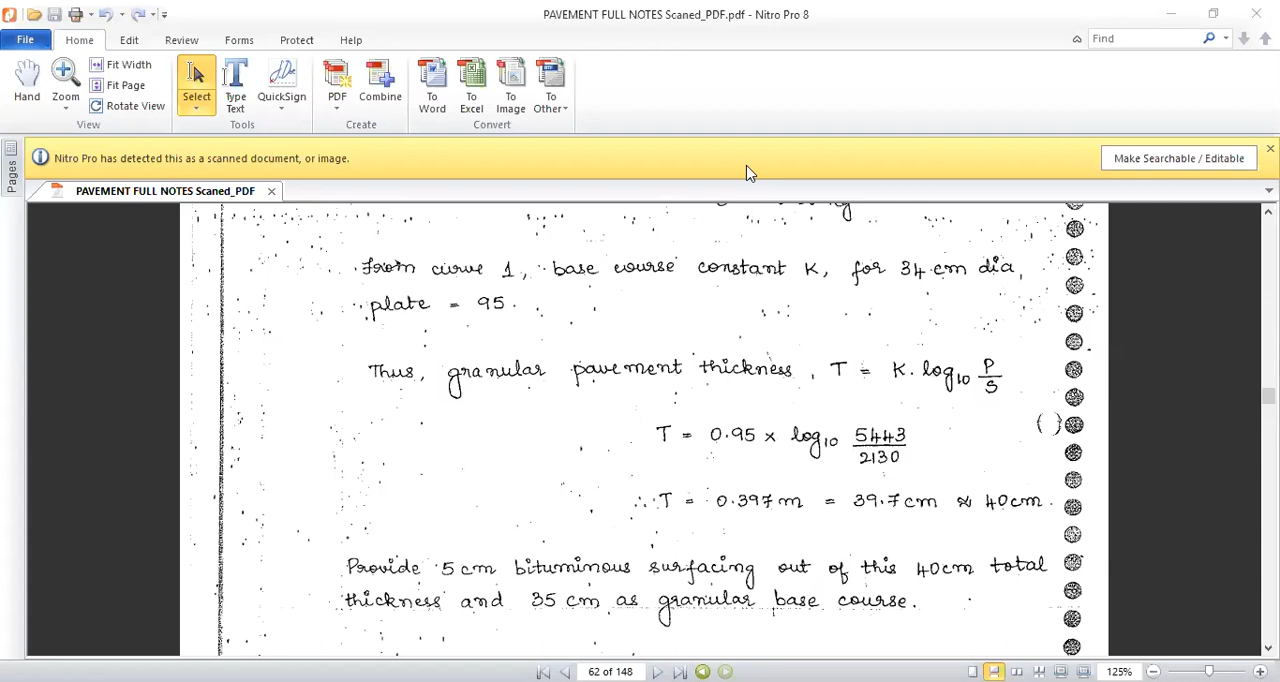 PAVEMENT FULL NOTES Scaned_PDF.pdf - Nitro Pro 8
File Home Edit Review Forms Protect Help Find
Hand
Zoom
Fit Width
Fit Page
Rotate View
View
Select
Type Text
QuickSign
Tools
PDF
Combine
Create
To Word
To Excel
To Image
To Other
Convert
Nitro Pro has detected this as a scanned document, or image.
Make Searchable / Editable
Pages
PAVEMENT FULL NOTES Scaned_PDF
From curve 1, base course constant K, for 34 cm dia,
plate = 95.
Thus, granular pavement thickness, T = K. log10 P/S
T = 0.95 x log10 5443/2130
∴ T = 0.397m = 39.7cm ≈ 40cm.
Provide 5 cm bituminous surfacing out of this 40cm total
thickness and 35 cm as granular base course.
62 of 148
125%